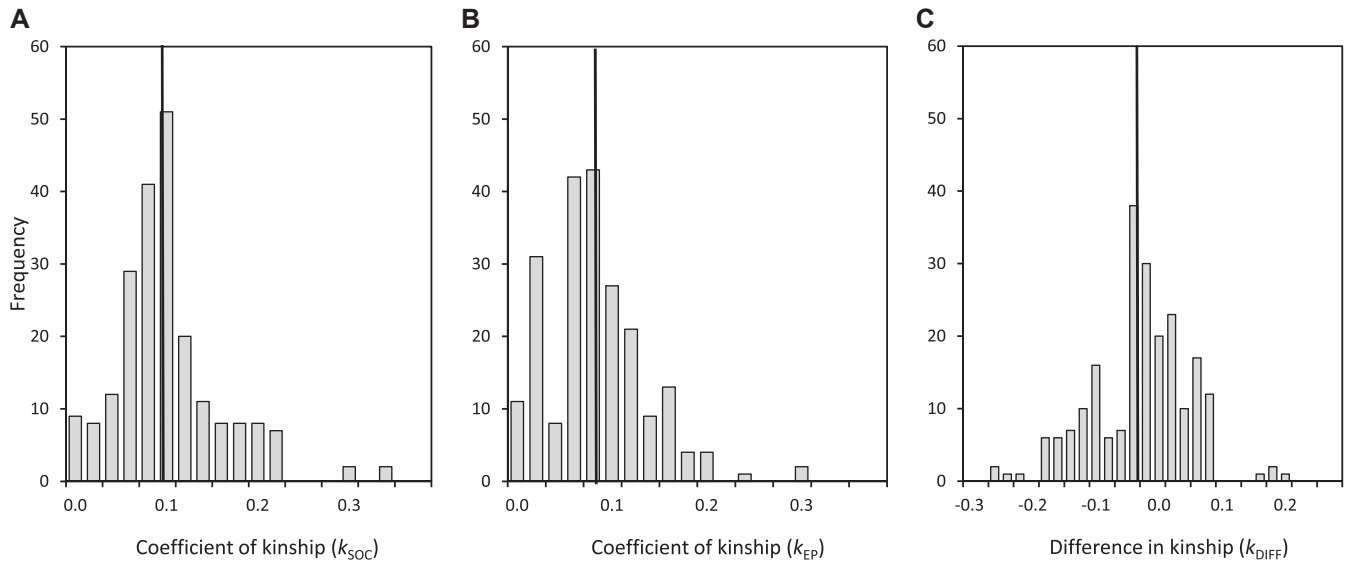 A
B
C
60
50
40
30
20
10
0
Frequency
0.0 0.1 0.2 0.3
Coefficient of kinship (kSOC)
60
50
40
30
20
10
0
0.0 0.1 0.2 0.3
Coefficient of kinship (kEP)
60
50
40
30
20
10
0
-0.3 -0.2 -0.1 0.0 0.1 0.2
Difference in kinship (kDIFF)